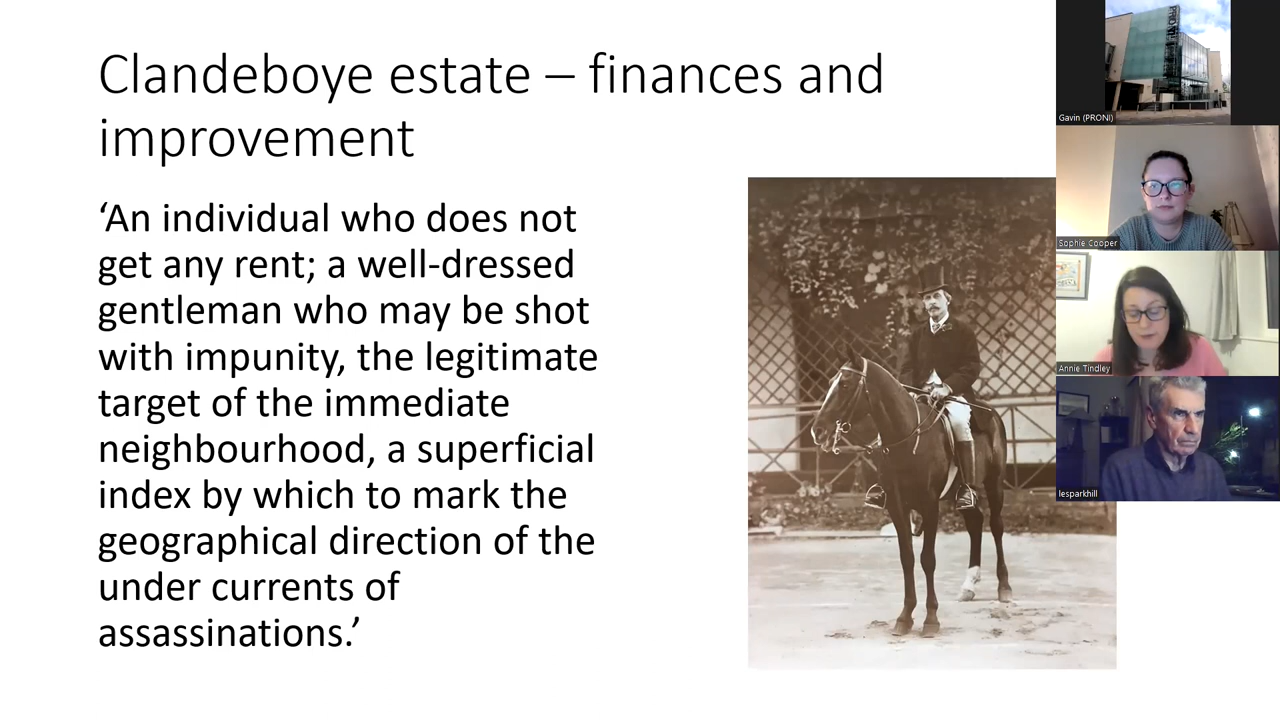 Clandeboye estate – finances and
improvement
‘An individual who does not
get any rent; a well-dressed
gentleman who may be shot
with impunity, the legitimate
target of the immediate
neighbourhood, a superficial
index by which to mark the
geographical direction of the
under currents of
assassinations.’
Gavin (PRONI)
Sophie Cooper
Annie Tindley
lesparkhill